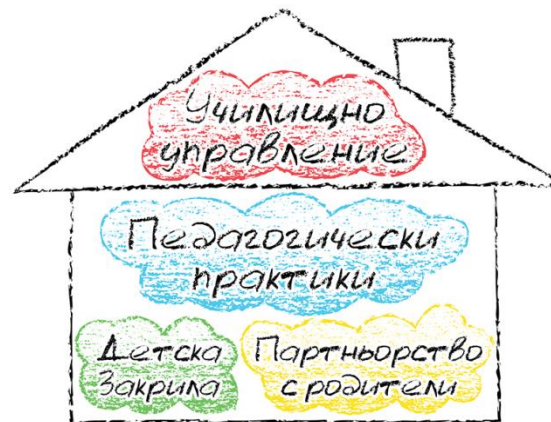 Училищно
управление
Педагогически
практики
Детска
Закрила
Партньорство
с родители